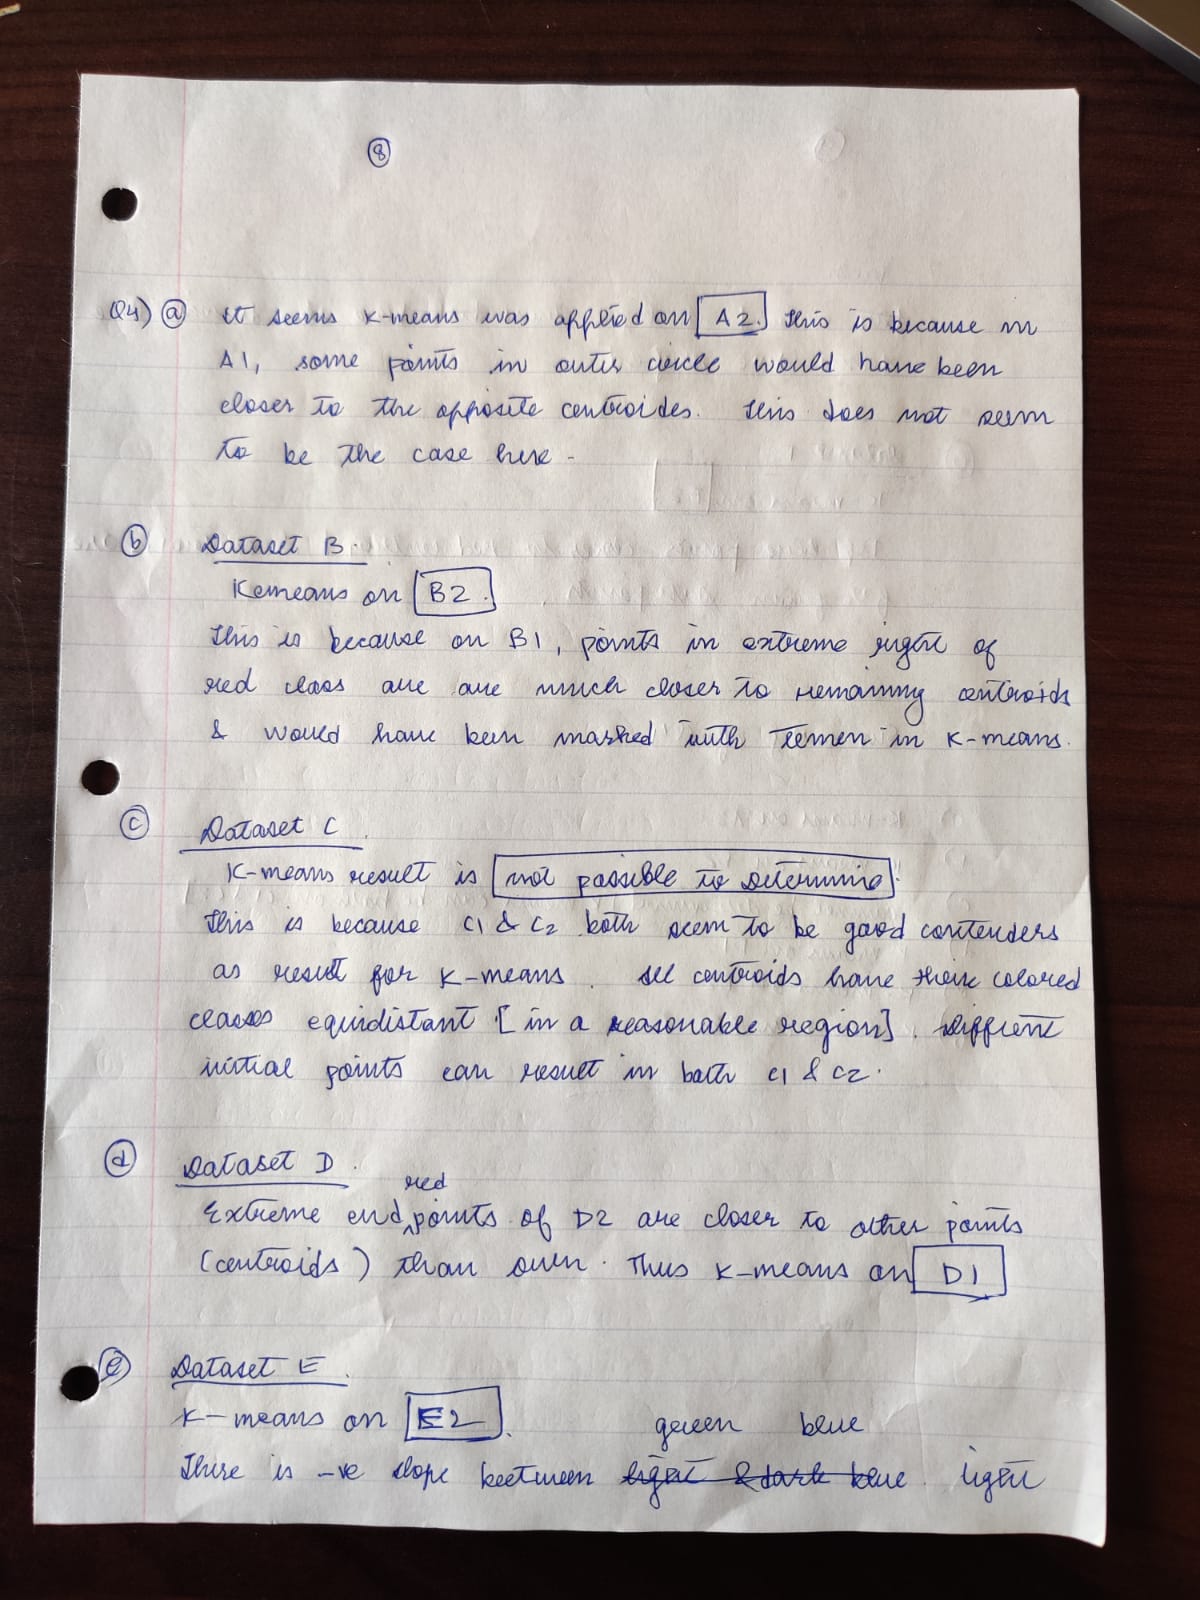 8
Q4) a It seems K-means was applied on A2. This is because in
A1, some points in outer circle would have been
closer to the opposite centroides. This does not seem
to be the case here -
b Dataset B.
Kemeans on B2.
This is because on B1, points in extreme right of
red class are are much closer to remaining centroids
& would have been marked with in K-means.
c Dataset C.
K-means result is not possible to determine.
This is because C1 & C2 both seem to be good contenders
as result for K-means. All centroids have their colored
classes equidistant [in a reasonable region]. Diffrent
initial points can result in both C1 & C2.
d Dataset D.
red
Extreme end points of D2 are closer to other points
(centroids) than own. Thus K-means on D1
e Dataset E.
K-means on E2.
green blue
There is -ve slope beetween light & dark blue. light